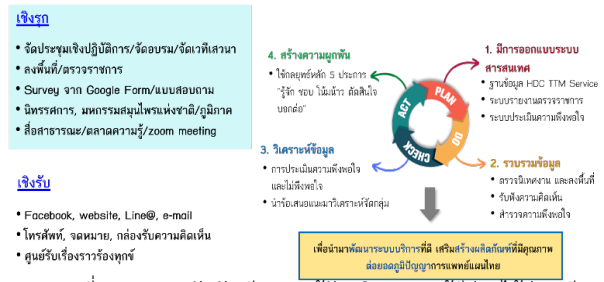 เชิงรุก
• จัดประชุมเชิงปฏิบัติการ/จัดอบรม/จัดเวทีเสวนา
• ลงพื้นที่/ตรวจราชการ
• Survey จาก Google Form/แบบสอบถาม
• นิทรรศการ, มหกรรมสมุนไพรแห่งชาติ/ภูมิภาค
• สื่อสาธารณะ/ตลาดความรู้/zoom meeting
เชิงรับ
• Facebook, website, Line@, e-mail
• โทรศัพท์, จดหมาย, กล่องรับความคิดเห็น
• ศูนย์รับเรื่องราวร้องทุกข์
4. สร้างความผูกพัน
• ใช้กลยุทธ์หลัก 5 ประการ
"รู้จัก ชอบ โน้มน้าว ตัดสินใจ
บอกต่อ"
3. วิเคราะห์ข้อมูล
• การประเมินความพึงพอใจ
และไม่พึงพอใจ
• นำข้อเสนอแนะมาวิเคราะห์จัดกลุ่ม
ACT
PLAN
DO
CHECK
1. มีการออกแบบระบบ
สารสนเทศ
• ฐานข้อมูล HDC TTM Service
• ระบบรายงานตรวจราชการ
• ระบบประเมินความพึงพอใจ
2. รวบรวมข้อมูล
• ตรวจนิเทศงาน และลงพื้นที่
• รับฟังความคิดเห็น
• สำรวจความพึงพอใจ
เพื่อนำมาพัฒนาระบบบริการที่ดี เสริมสร้างผลิตภัณฑ์ที่มีคุณภาพ
ต่อยอดภูมิปัญญาการแพทย์แผนไทย